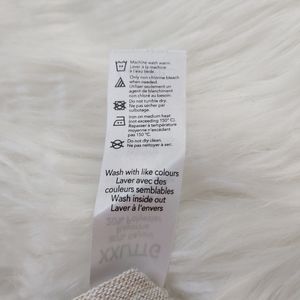 Machine wash warm.
Laver à la machine
à l'eau tiède.
Only non chlorine bleach
when needed.
Utiliser seulement un
agent de blanchiment
non chloré au besoin.
Do not tumble dry.
Ne pas sécher par
culbutage.
Iron on medium heat
(not exceeding 150° C).
Repasser à température
moyenne n'excédant
pas 150 °C.
Do not dry clean.
Ne pas nettoyer à sec.
Wash with like colours
Laver avec des
couleurs semblables
Wash inside out
Laver à l'envers